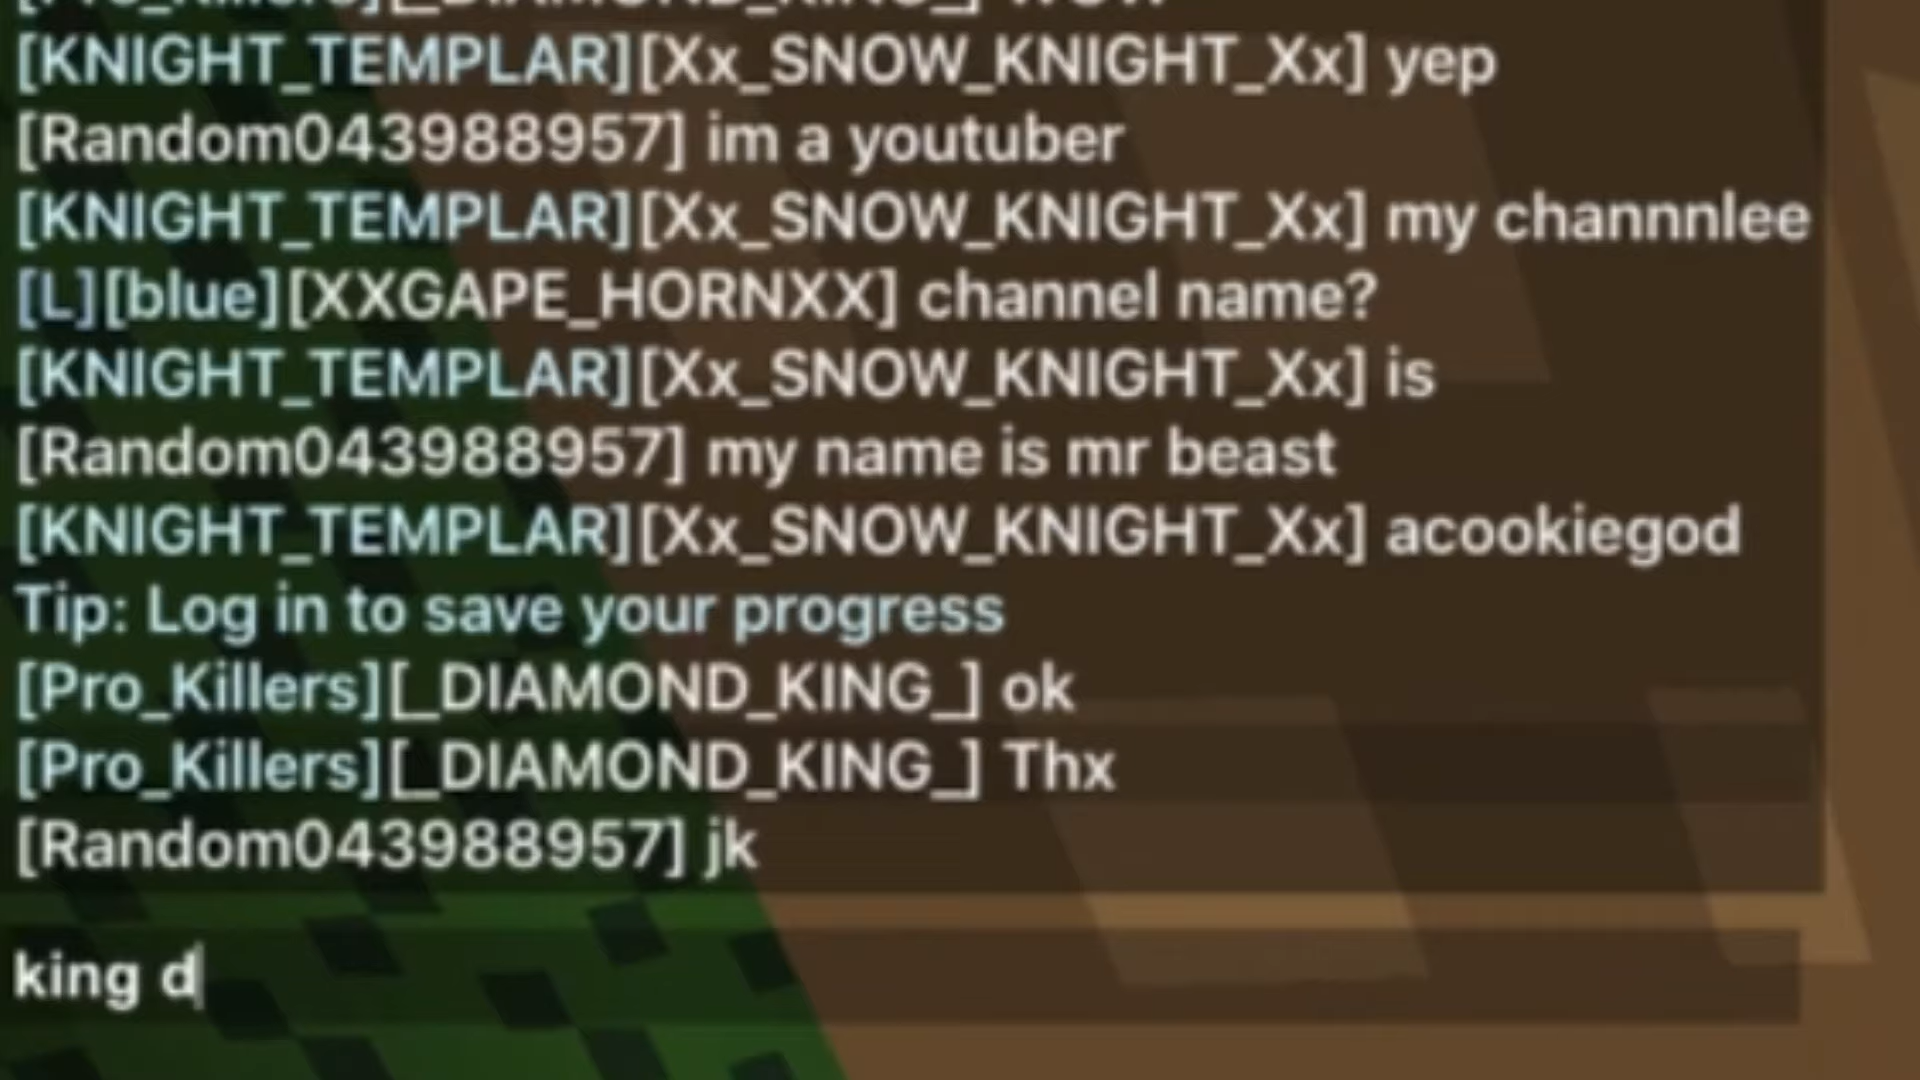 [_DIAMOND_KING_]
[KNIGHT_TEMPLAR][Xx_SNOW_KNIGHT_Xx] yep
[Random043988957] im a youtuber
[KNIGHT_TEMPLAR][Xx_SNOW_KNIGHT_Xx] my channnlee
[L][blue][XXGAPE_HORNXX] channel name?
[KNIGHT_TEMPLAR][Xx_SNOW_KNIGHT_Xx] is
[Random043988957] my name is mr beast
[KNIGHT_TEMPLAR][Xx_SNOW_KNIGHT_Xx] acookiegod
Tip: Log in to save your progress
[Pro_Killers][_DIAMOND_KING_] ok
[Pro_Killers][_DIAMOND_KING_] Thx
[Random043988957] jk
king d